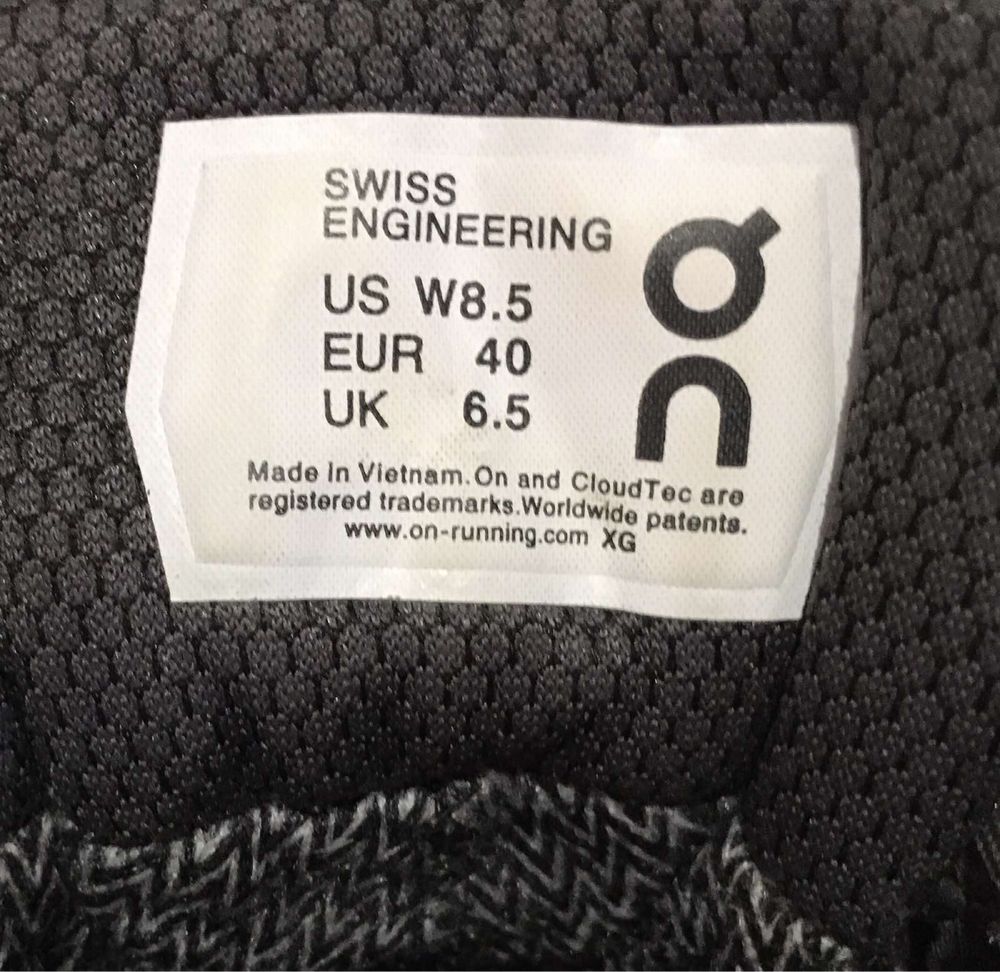 SWISS
ENGINEERING
US W8.5
EUR 40
UK 6.5
Made in Vietnam.On and CloudTec are
registered trademarks.Worldwide patents.
www.on-running.com XG
On